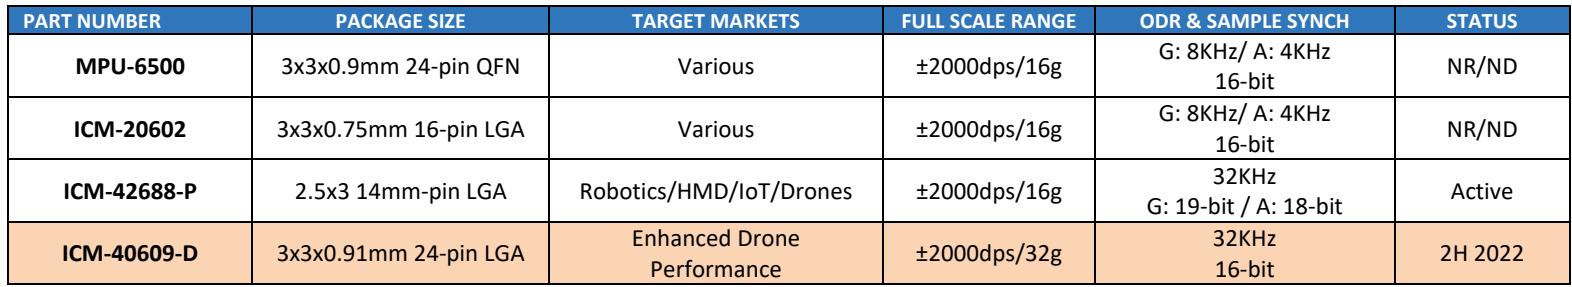 PART NUMBER PACKAGE SIZE TARGET MARKETS FULL SCALE RANGE ODR & SAMPLE SYNCH STATUS
MPU-6500 3x3x0.9mm 24-pin QFN Various ±2000dps/16g G: 8KHz/ A: 4KHz
16-bit NR/ND
ICM-20602 3x3x0.75mm 16-pin LGA Various ±2000dps/16g G: 8KHz/ A: 4KHz
16-bit NR/ND
ICM-42688-P 2.5x3 14mm-pin LGA Robotics/HMD/IoT/Drones ±2000dps/16g 32KHz
G: 19-bit / A: 18-bit Active
ICM-40609-D 3x3x0.91mm 24-pin LGA Enhanced Drone
Performance ±2000dps/32g 32KHz
16-bit 2H 2022